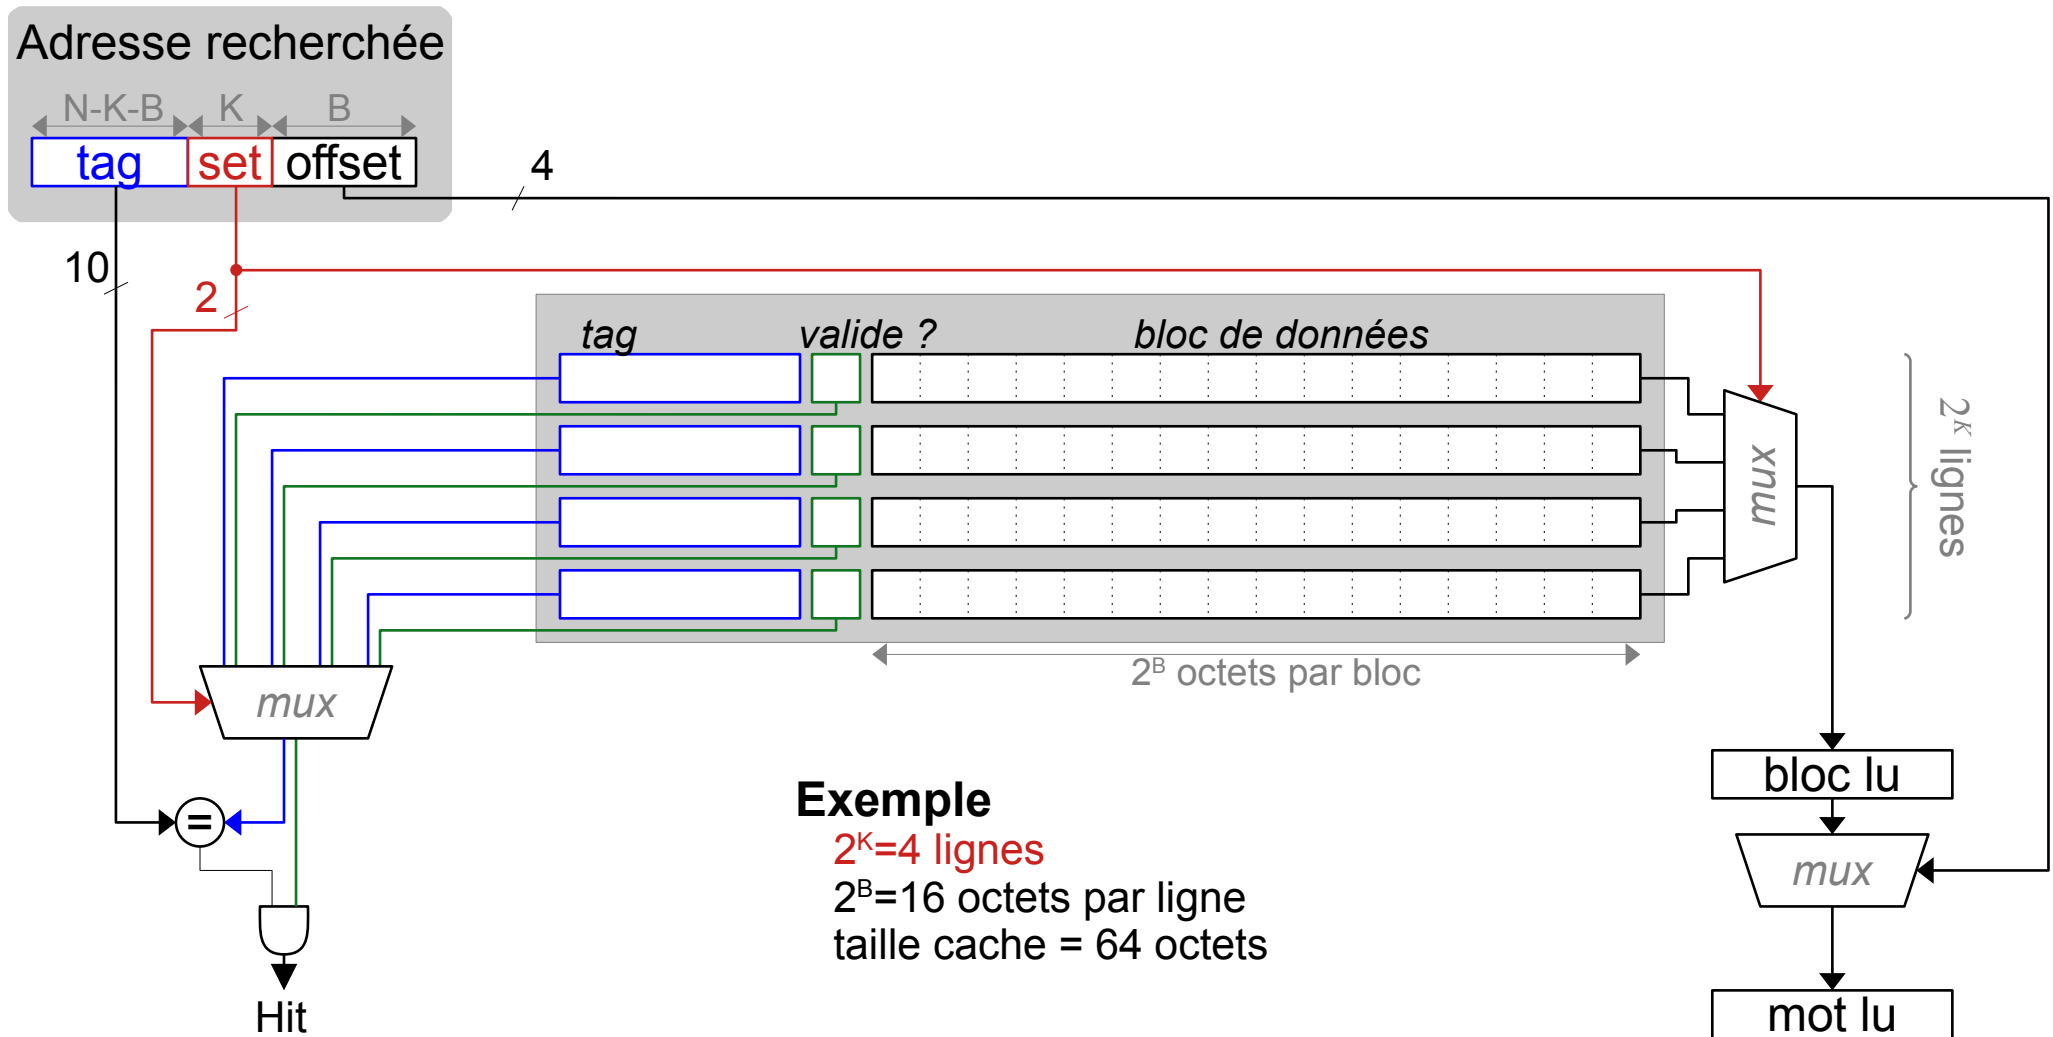 Adresse recherchée
N-K-B K B
tag set offset
4
10
2
tag valide ? bloc de données
mux
2ᴷ lignes
2ᴮ octets par bloc
mux
=
Hit
Exemple
2ᴷ=4 lignes
2ᴮ=16 octets par ligne
taille cache = 64 octets
bloc lu
mux
mot lu